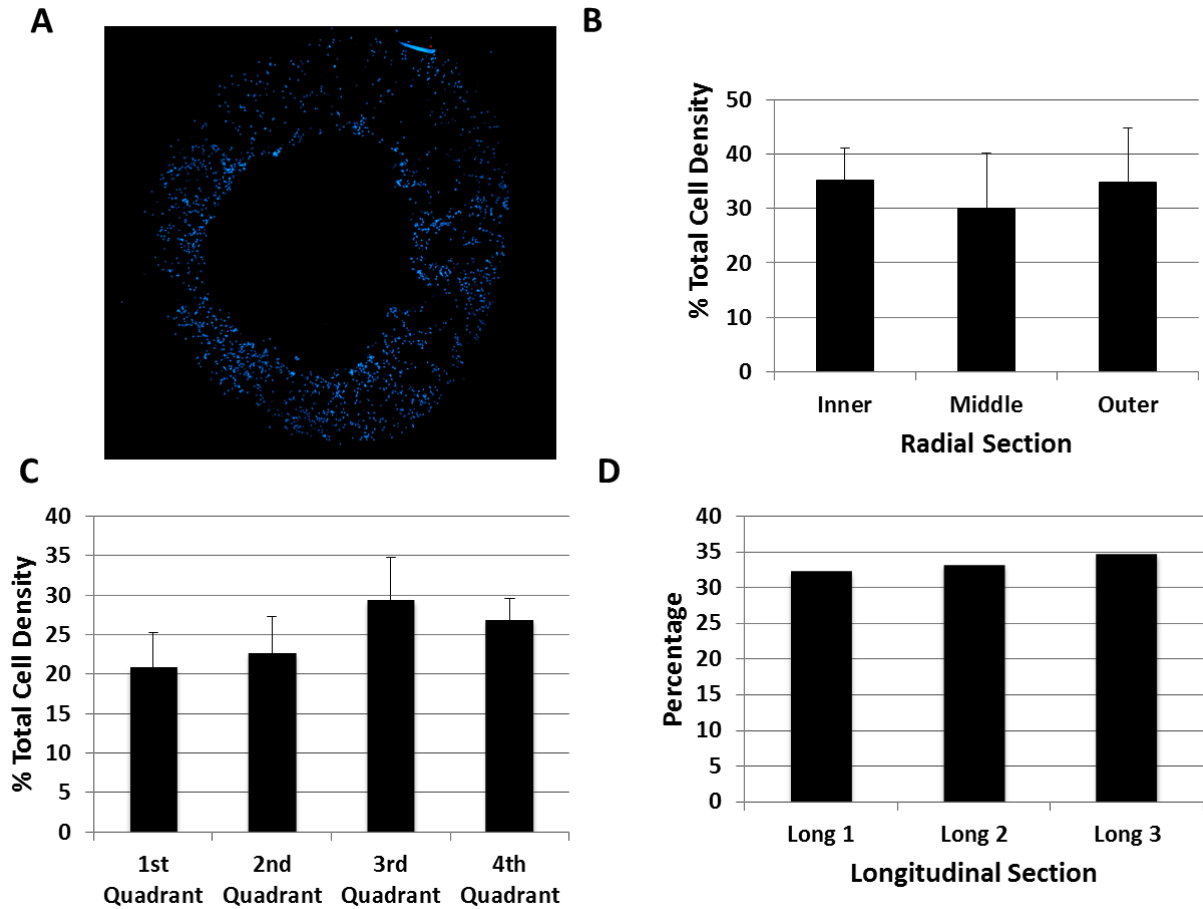 A
B
% Total Cell Density
50
40
30
20
10
0
Inner Middle Outer
Radial Section
C
% Total Cell Density
40
35
30
25
20
15
10
5
0
1st Quadrant
2nd Quadrant
3rd Quadrant
4th Quadrant
D
Percentage
40
35
30
25
20
15
10
5
0
Long 1 Long 2 Long 3
Longitudinal Section